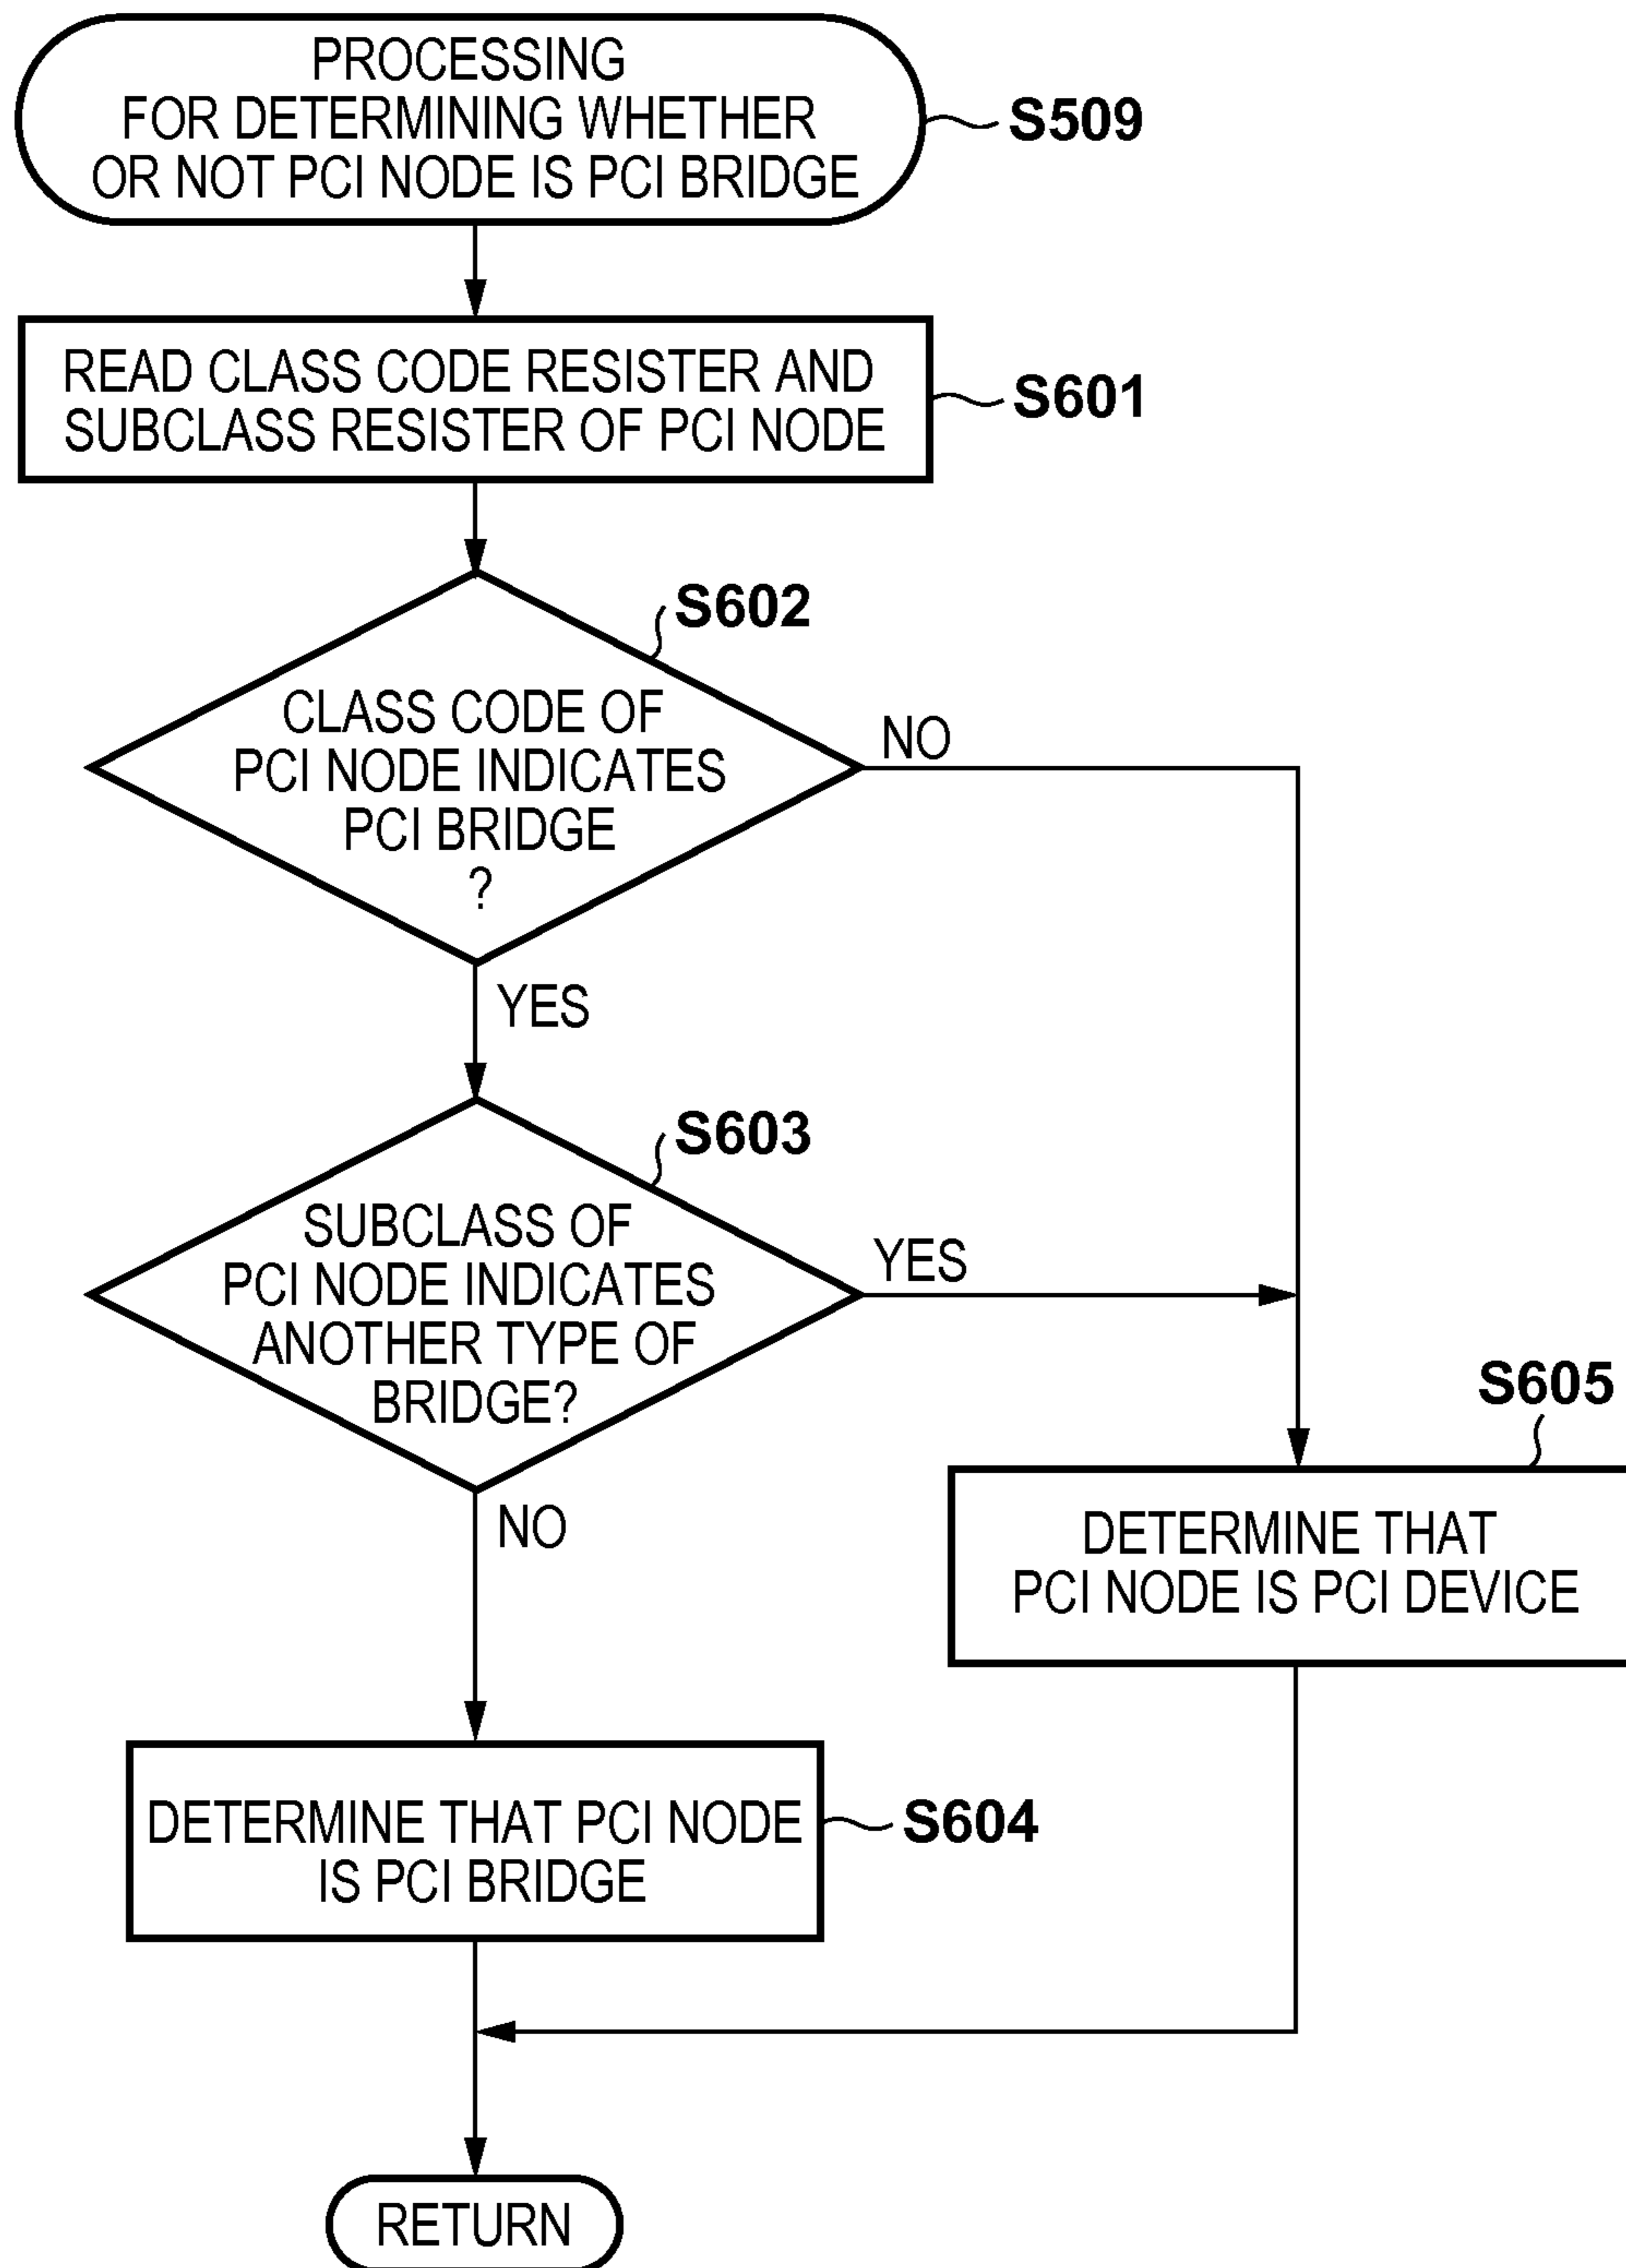 PROCESSING
FOR DETERMINING WHETHER
OR NOT PCI NODE IS PCI BRIDGE
S509
READ CLASS CODE RESISTER AND
SUBCLASS RESISTER OF PCI NODE
S601
S602
CLASS CODE OF
PCI NODE INDICATES
PCI BRIDGE
?
NO
YES
S603
SUBCLASS OF
PCI NODE INDICATES
ANOTHER TYPE OF
BRIDGE?
YES
NO
S605
DETERMINE THAT
PCI NODE IS PCI DEVICE
DETERMINE THAT PCI NODE
IS PCI BRIDGE
S604
RETURN